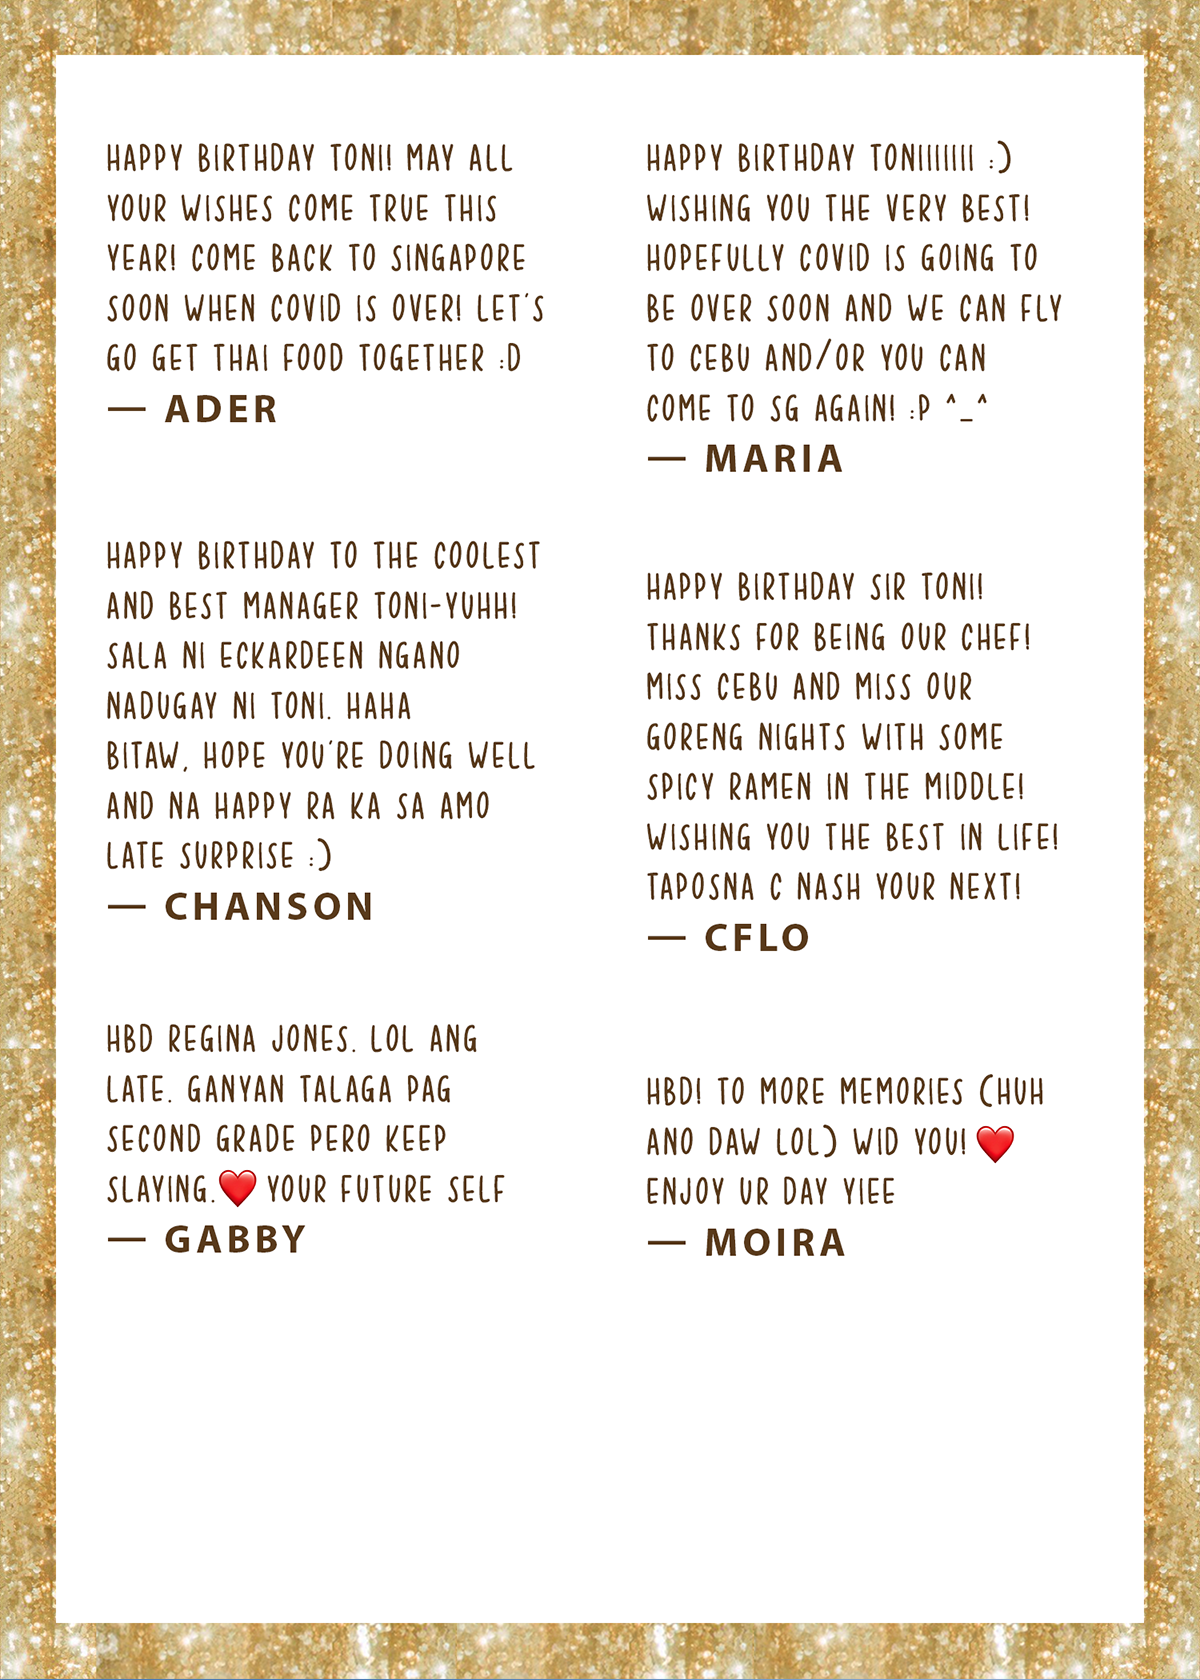 HAPPY BIRTHDAY TONI! MAY ALL
YOUR WISHES COME TRUE THIS
YEAR! COME BACK TO SINGAPORE
SOON WHEN COVID IS OVER! LET'S
GO GET THAI FOOD TOGETHER :D
— ADER
HAPPY BIRTHDAY TO THE COOLEST
AND BEST MANAGER TONI-YUHH!
SALA NI ECKARDEEN NGANO
NADUGAY NI TONI. HAHA
BITAW, HOPE YOU'RE DOING WELL
AND NA HAPPY RA KA SA AMO
LATE SURPRISE :)
— CHANSON
HBD REGINA JONES. LOL ANG
LATE. GANYAN TALAGA PAG
SECOND GRADE PERO KEEP
SLAYING.❤️ YOUR FUTURE SELF
— GABBY
HAPPY BIRTHDAY TONIIIIIII :)
WISHING YOU THE VERY BEST!
HOPEFULLY COVID IS GOING TO
BE OVER SOON AND WE CAN FLY
TO CEBU AND/OR YOU CAN
COME TO SG AGAIN! :P ^_^
— MARIA
HAPPY BIRTHDAY SIR TONI!
THANKS FOR BEING OUR CHEF!
MISS CEBU AND MISS OUR
GORENG NIGHTS WITH SOME
SPICY RAMEN IN THE MIDDLE!
WISHING YOU THE BEST IN LIFE!
TAPOSNA C NASH YOUR NEXT!
— CFLO
HBD! TO MORE MEMORIES (HUH
ANO DAW LOL) WID YOU! ❤️
ENJOY UR DAY YIEE
— MOIRA